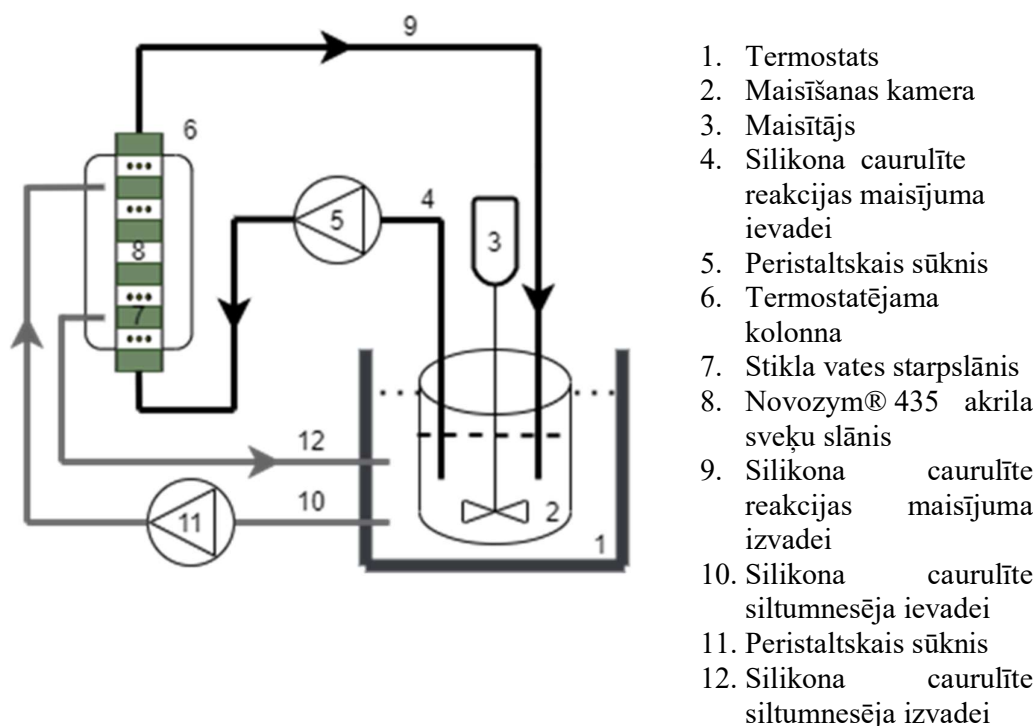 9
6
4
5
3
8
7
12
10
11
2
1
1. Termostats
2. Maisīšanas kamera
3. Maisītājs
4. Silikona caurulīte
reakcijas maisījuma
ievadei
5. Peristaltskais sūknis
6. Termostatējama
kolonna
7. Stikla vates starpslānis
8. Novozym® 435 akrila
sveķu slānis
9. Silikona caurulīte
reakcijas maisījuma
izvadei
10. Silikona caurulīte
siltumnesēja ievadei
11. Peristaltskais sūknis
12. Silikona caurulīte
siltumnesēja izvadei